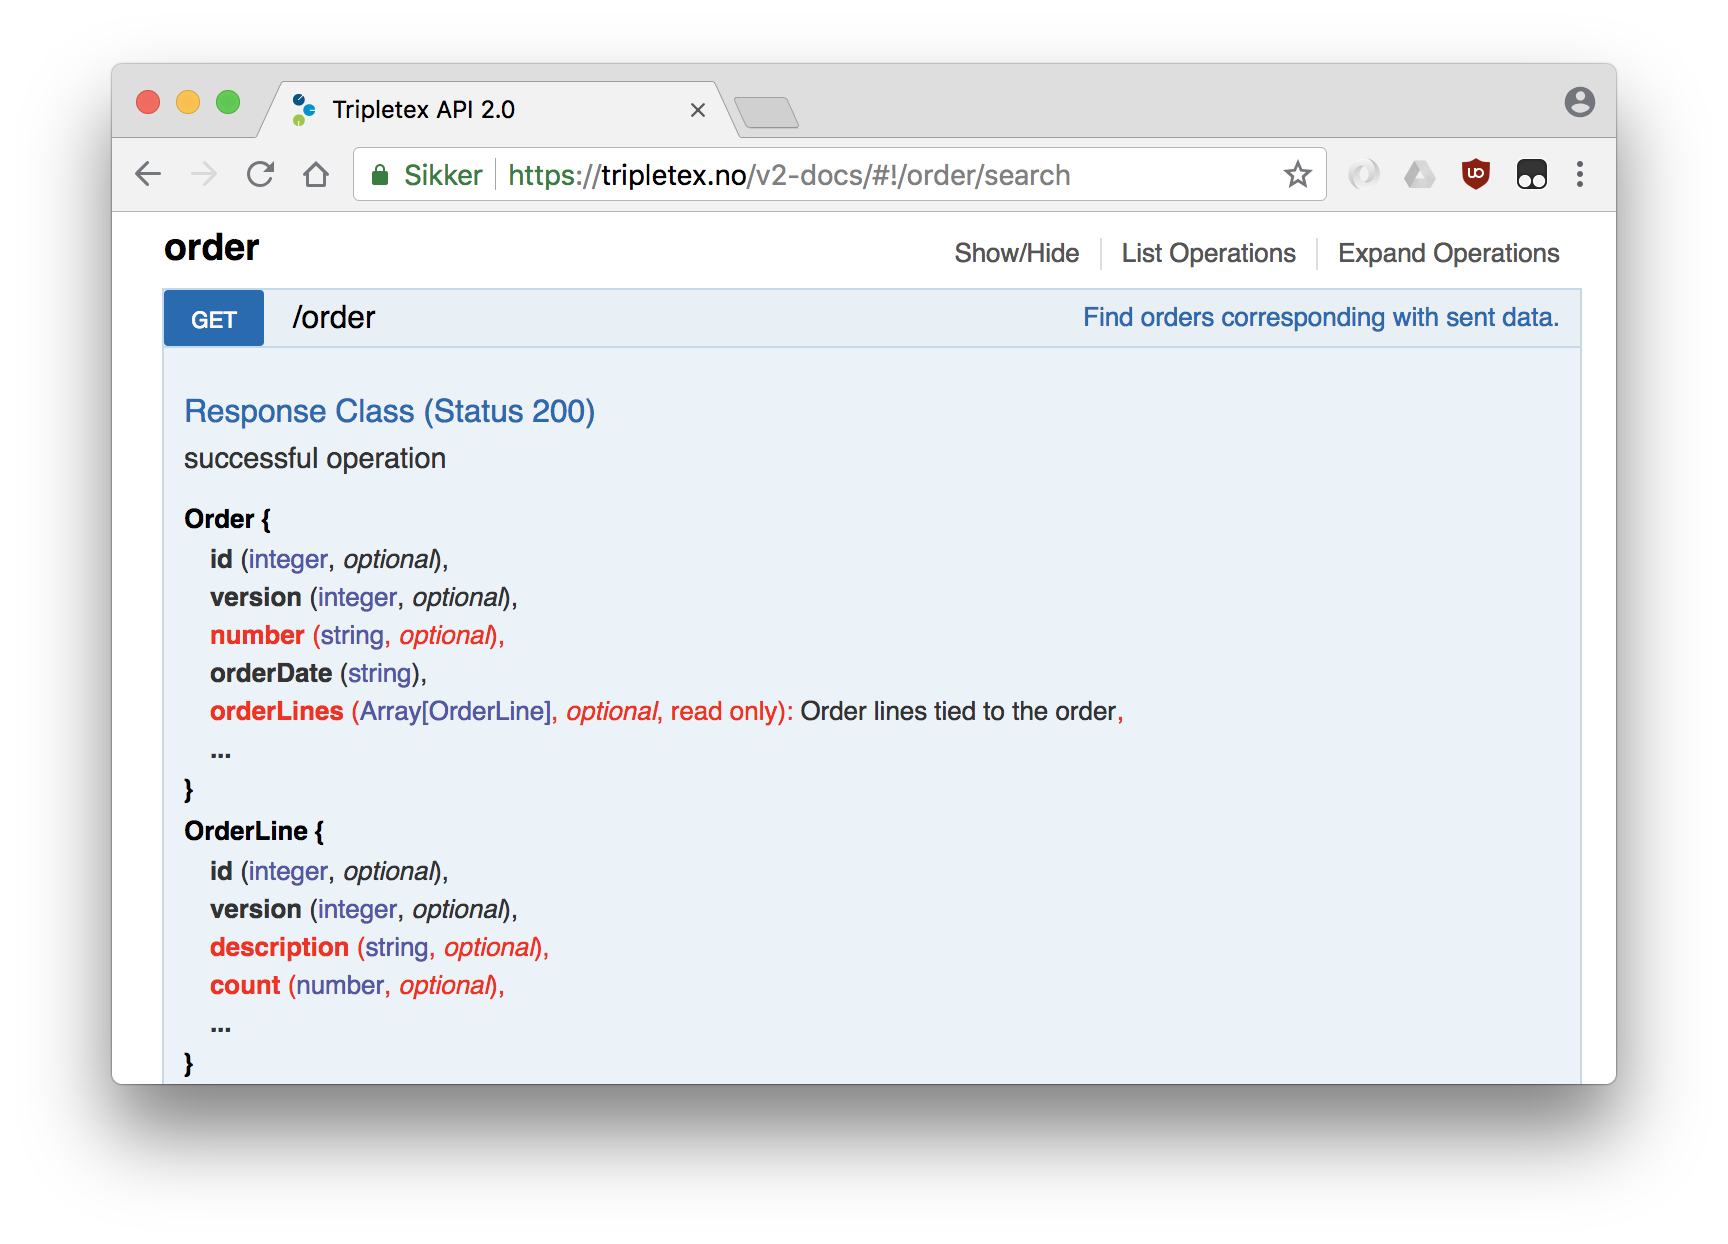 Tripletex API 2.0
Sikker https://tripletex.no/v2-docs/#!/order/search
order Show/Hide List Operations Expand Operations
GET /order Find orders corresponding with sent data.
Response Class (Status 200)
successful operation
Order {
id (integer, optional),
version (integer, optional),
number (string, optional),
orderDate (string),
orderLines (Array[OrderLine], optional, read only): Order lines tied to the order,
...
}
OrderLine {
id (integer, optional),
version (integer, optional),
description (string, optional),
count (number, optional),
...
}